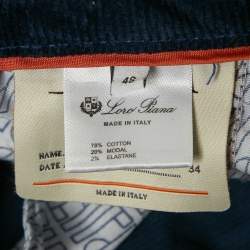 48
Loro Piana
MADE IN ITALY
78% COTTON
20% MODAL
2% ELASTANE
NAME
DATE
34
MADE IN ITALY